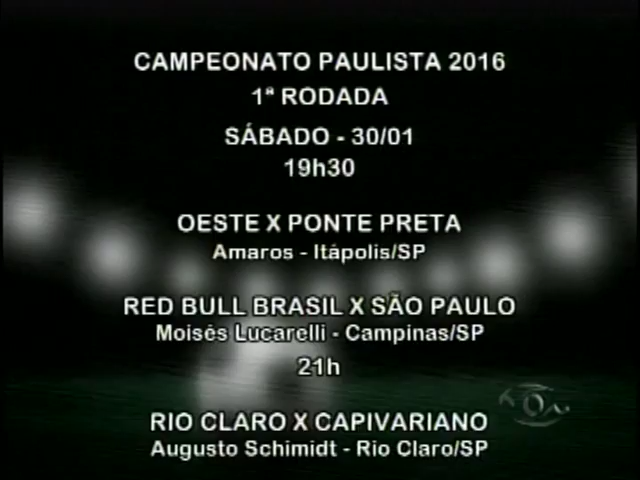 CAMPEONATO PAULISTA 2016
1ª RODADA
SÁBADO - 30/01
19h30
OESTE X PONTE PRETA
Amaros - Itápolis/SP
RED BULL BRASIL X SÃO PAULO
Moisés Lucarelli - Campinas/SP
21h
RIO CLARO X CAPIVARIANO
Augusto Schimidt - Rio Claro/SP